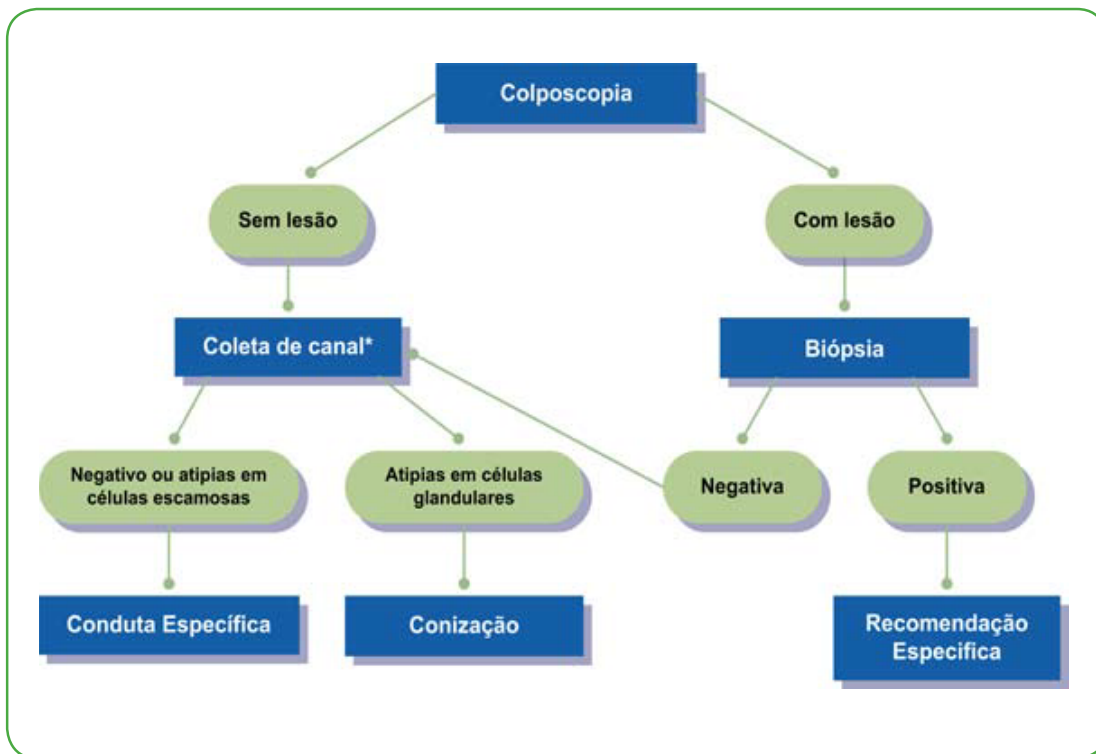 Colposcopia
Sem lesão
Com lesão
Coleta de canal*
Biópsia
Negativo ou atipias em
células escamosas
Atipias em células
glandulares
Negativa
Positiva
Conduta Específica
Conização
Recomendação
Especifica